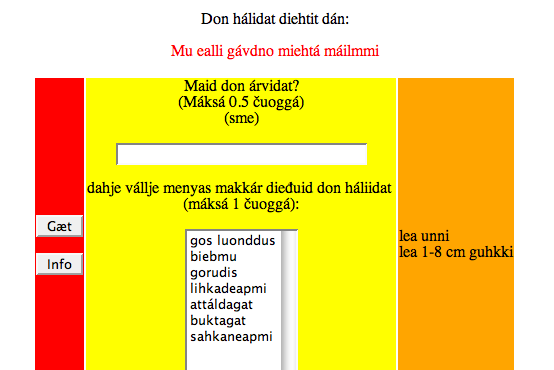 Don hálidat diehtit dán:
Mu ealli gávdno miehtá máilmmi
Maid don árvidat?
(Máksá 0.5 čuoggá)
(sme)
dahje vállje menyas makkár dieđuid don háliidat
(máksá 1 čuoggá):
Gæt
Info
gos luonddus
biebmu
gorudis
lihkadeapmi
attáldagat
buktagat
sahkaneapmi
lea unni
lea 1-8 cm guhkki